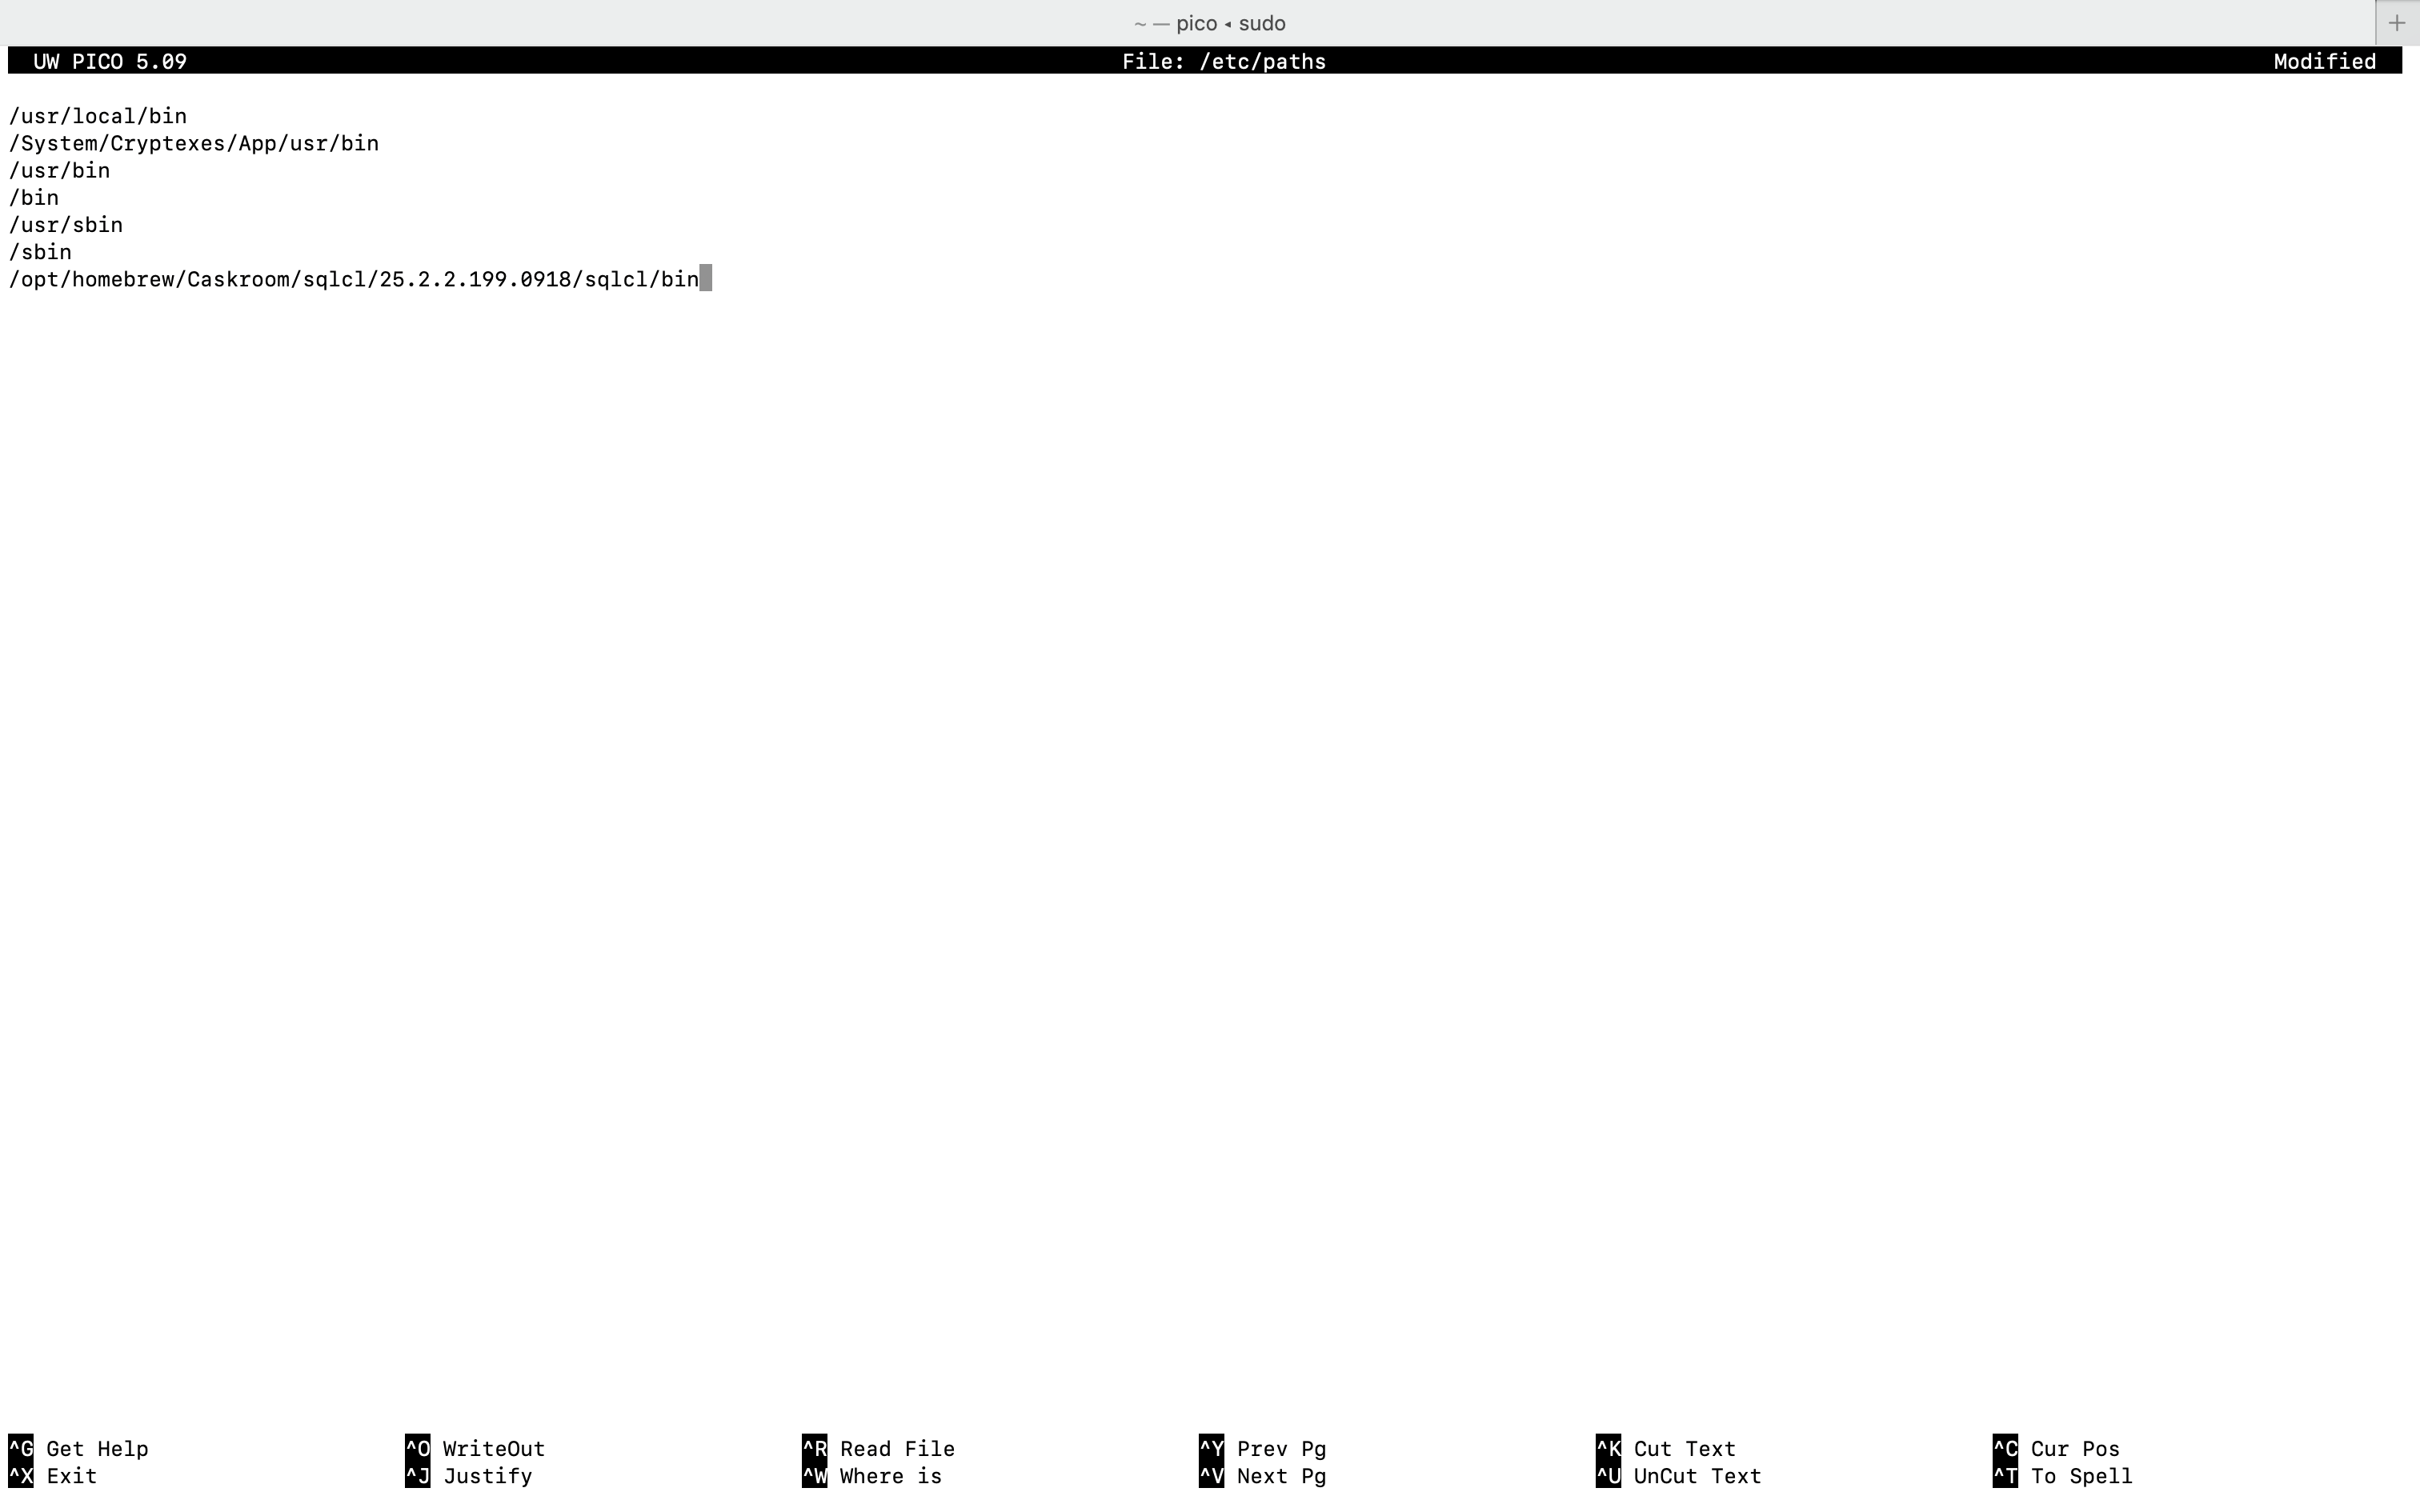 ~ — pico ◂ sudo
+
UW PICO 5.09 File: /etc/paths Modified
/usr/local/bin
/System/Cryptexes/App/usr/bin
/usr/bin
/bin
/usr/sbin
/sbin
/opt/homebrew/Caskroom/sqlcl/25.2.2.199.0918/sqlcl/bin
^G Get Help ^O WriteOut ^R Read File ^Y Prev Pg ^K Cut Text ^C Cur Pos
^X Exit ^J Justify ^W Where is ^V Next Pg ^U UnCut Text ^T To Spell